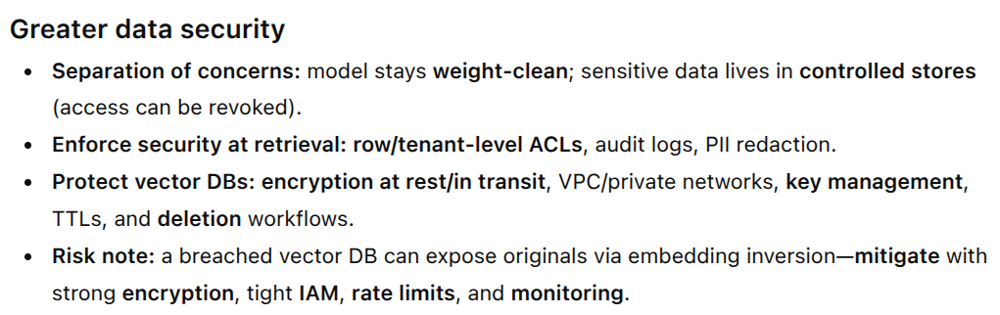 Greater data security
• Separation of concerns: model stays weight-clean; sensitive data lives in controlled stores
(access can be revoked).
• Enforce security at retrieval: row/tenant-level ACLs, audit logs, PII redaction.
• Protect vector DBs: encryption at rest/in transit, VPC/private networks, key management,
TTLs, and deletion workflows.
• Risk note: a breached vector DB can expose originals via embedding inversion—mitigate with
strong encryption, tight IAM, rate limits, and monitoring.